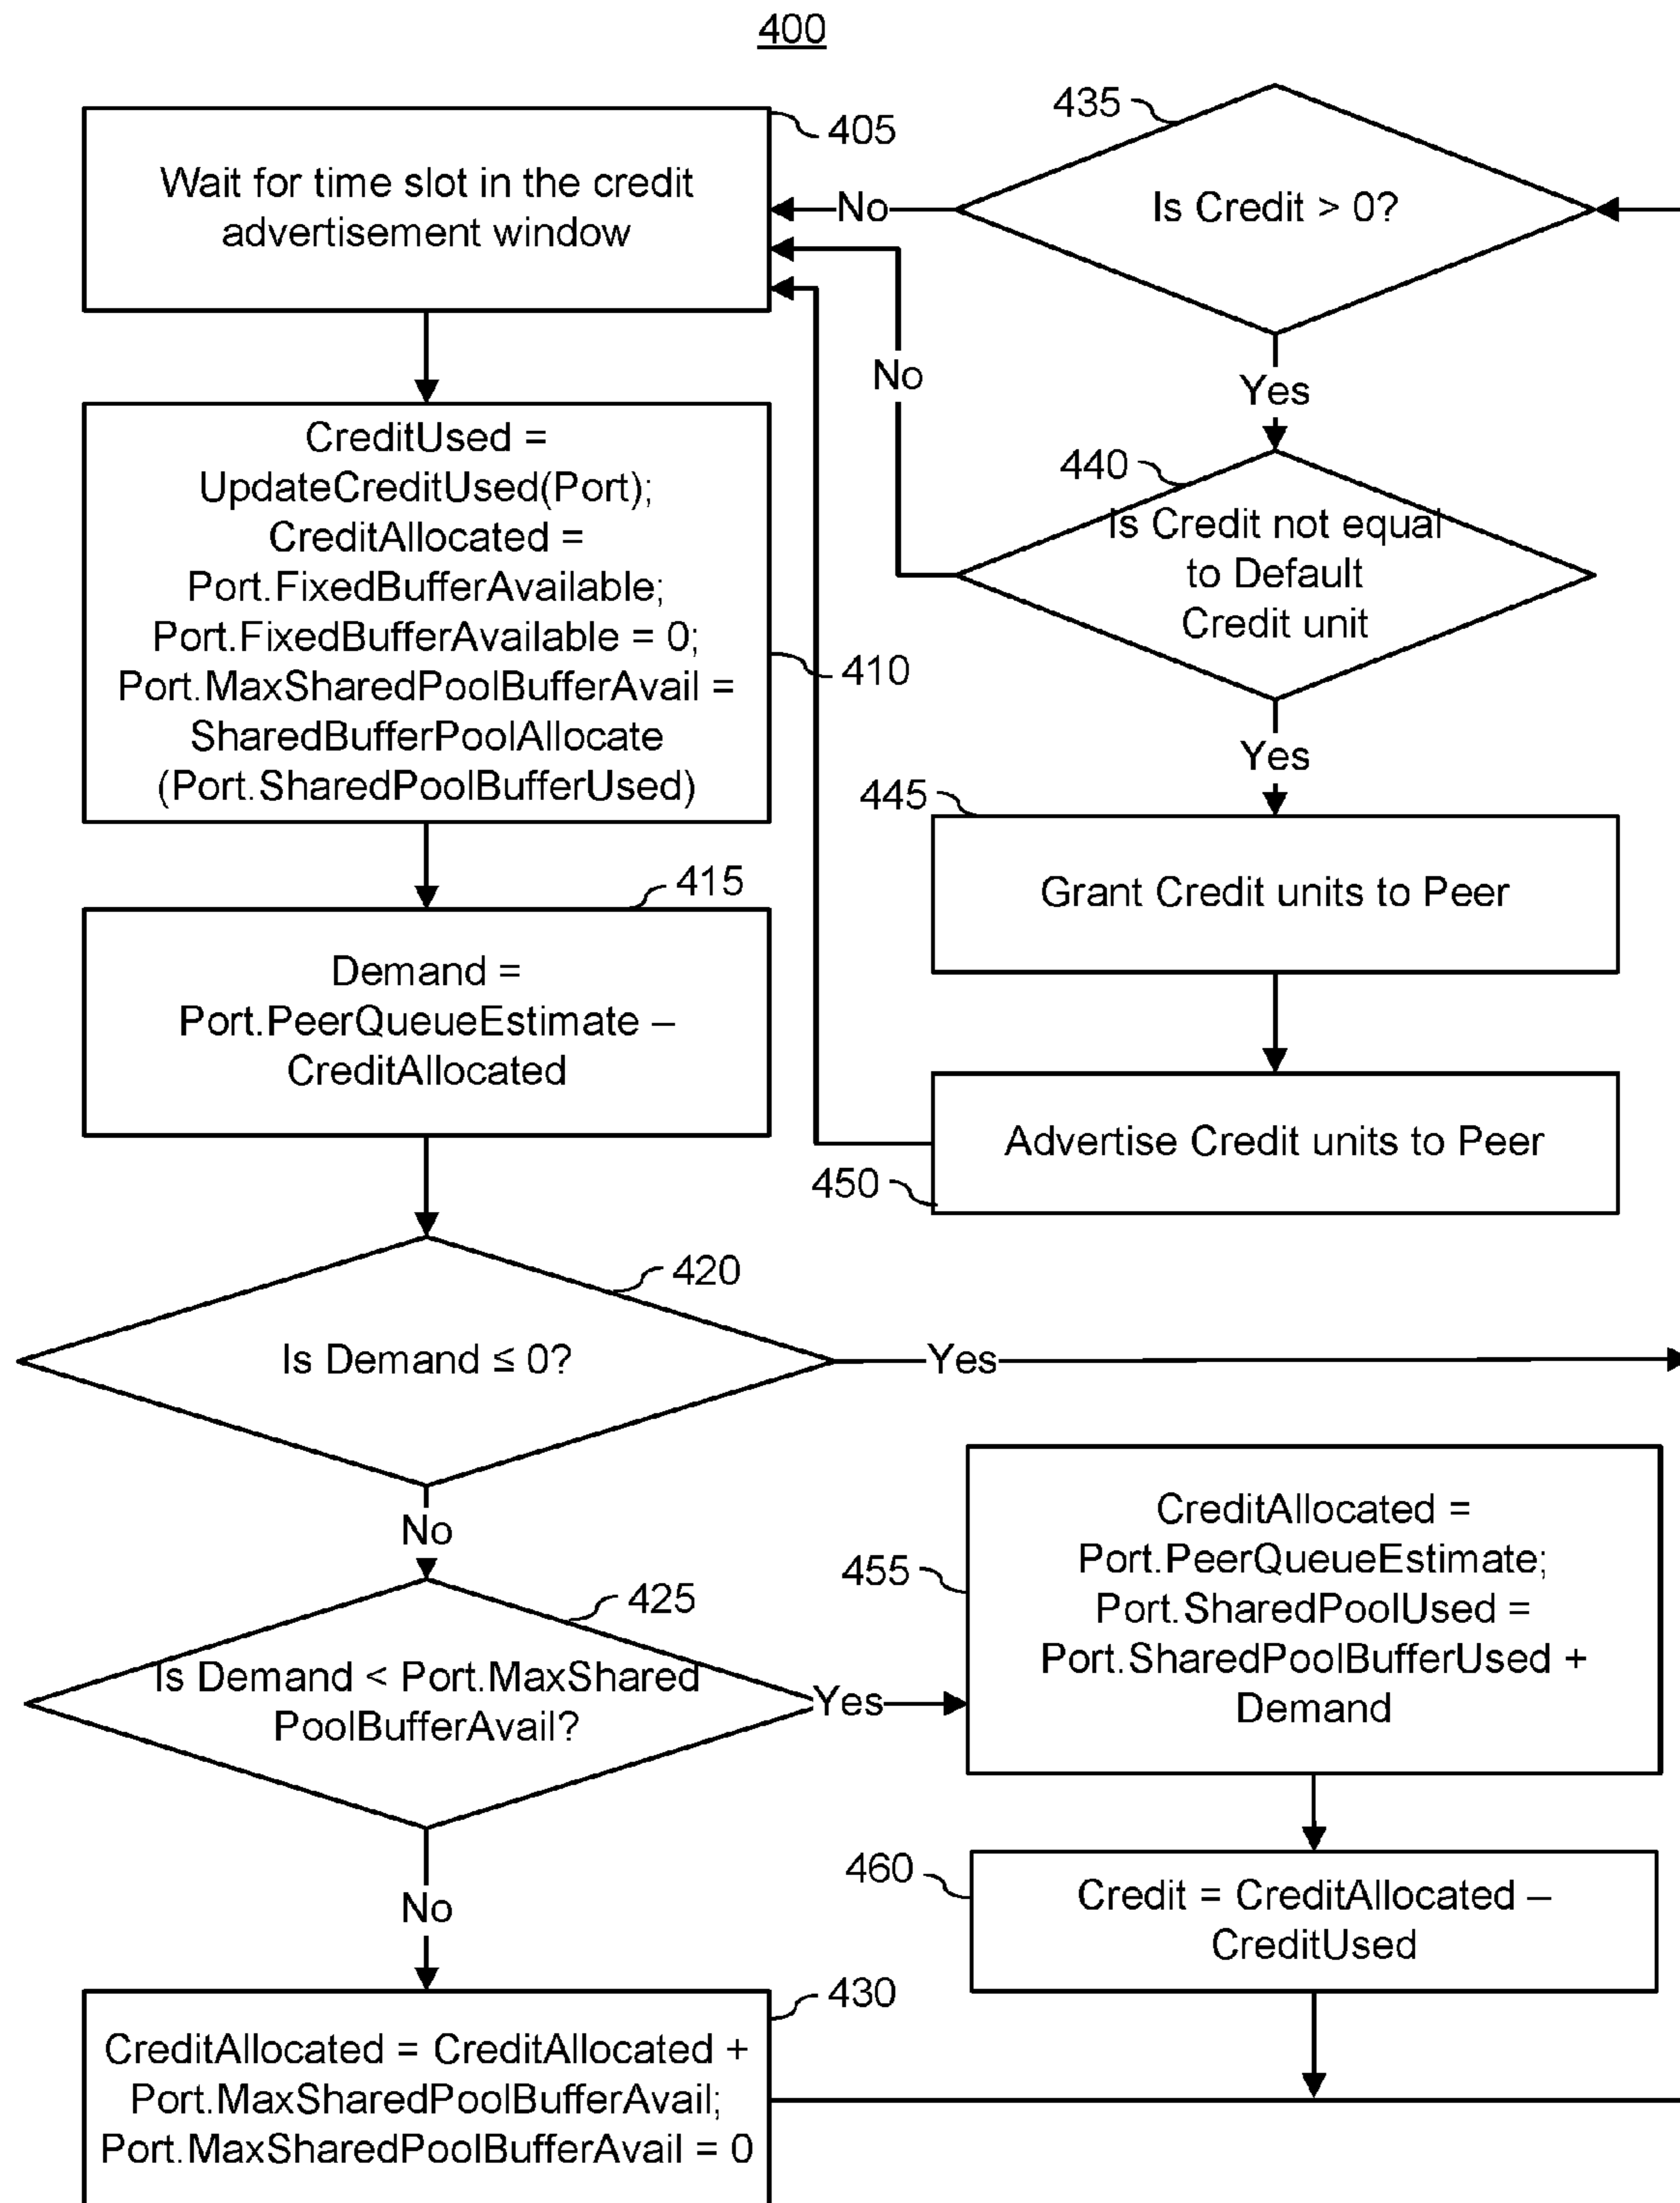 400
405
Wait for time slot in the credit
advertisement window
435
Is Credit > 0?
No
Yes
No
440
Is Credit not equal
to Default
Credit unit
Yes
CreditUsed =
UpdateCreditUsed(Port);
CreditAllocated =
Port.FixedBufferAvailable;
Port.FixedBufferAvailable = 0;
Port.MaxSharedPoolBufferAvail =
SharedBufferPoolAllocate
(Port.SharedPoolBufferUsed)
410
445
Grant Credit units to Peer
415
Demand =
Port.PeerQueueEstimate –
CreditAllocated
Advertise Credit units to Peer
450
420
Is Demand ≤ 0?
Yes
No
425
Is Demand < Port.MaxShared
PoolBufferAvail?
Yes
No
455
CreditAllocated =
Port.PeerQueueEstimate;
Port.SharedPoolUsed =
Port.SharedPoolBufferUsed +
Demand
460
Credit = CreditAllocated –
CreditUsed
430
CreditAllocated = CreditAllocated +
Port.MaxSharedPoolBufferAvail;
Port.MaxSharedPoolBufferAvail = 0